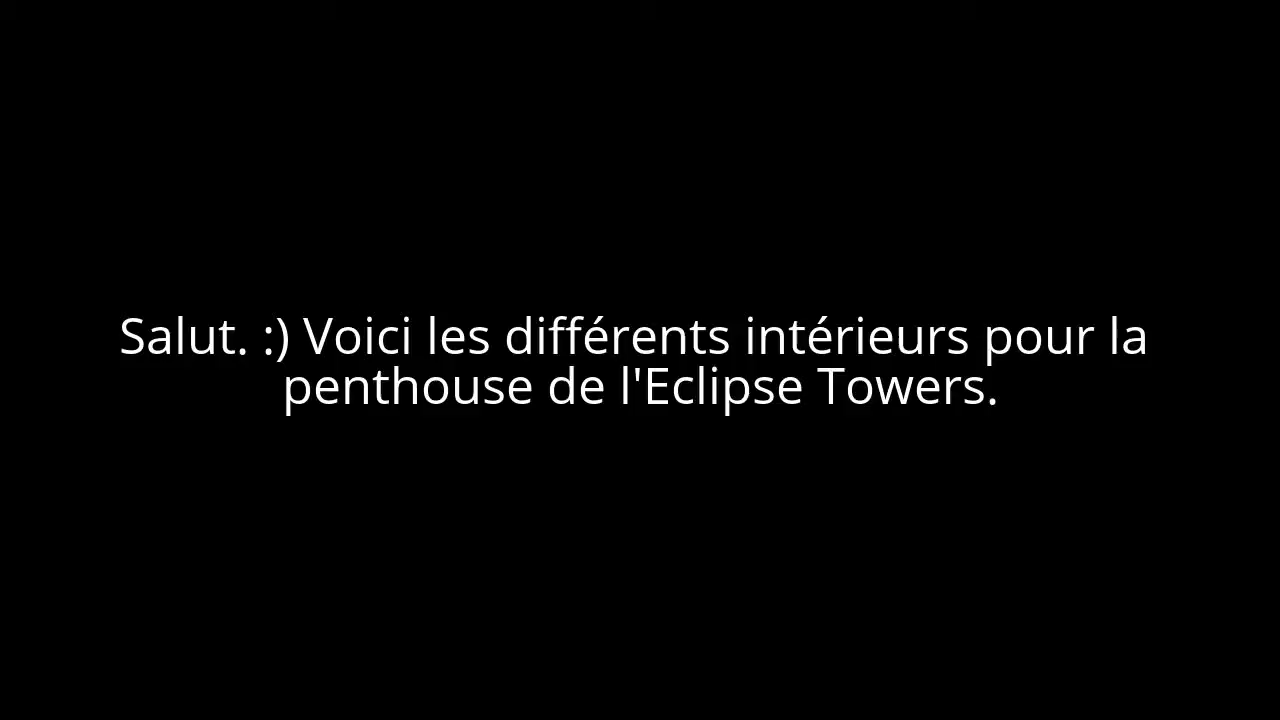 Salut. :) Voici les différents intérieurs pour la
penthouse de l'Eclipse Towers.